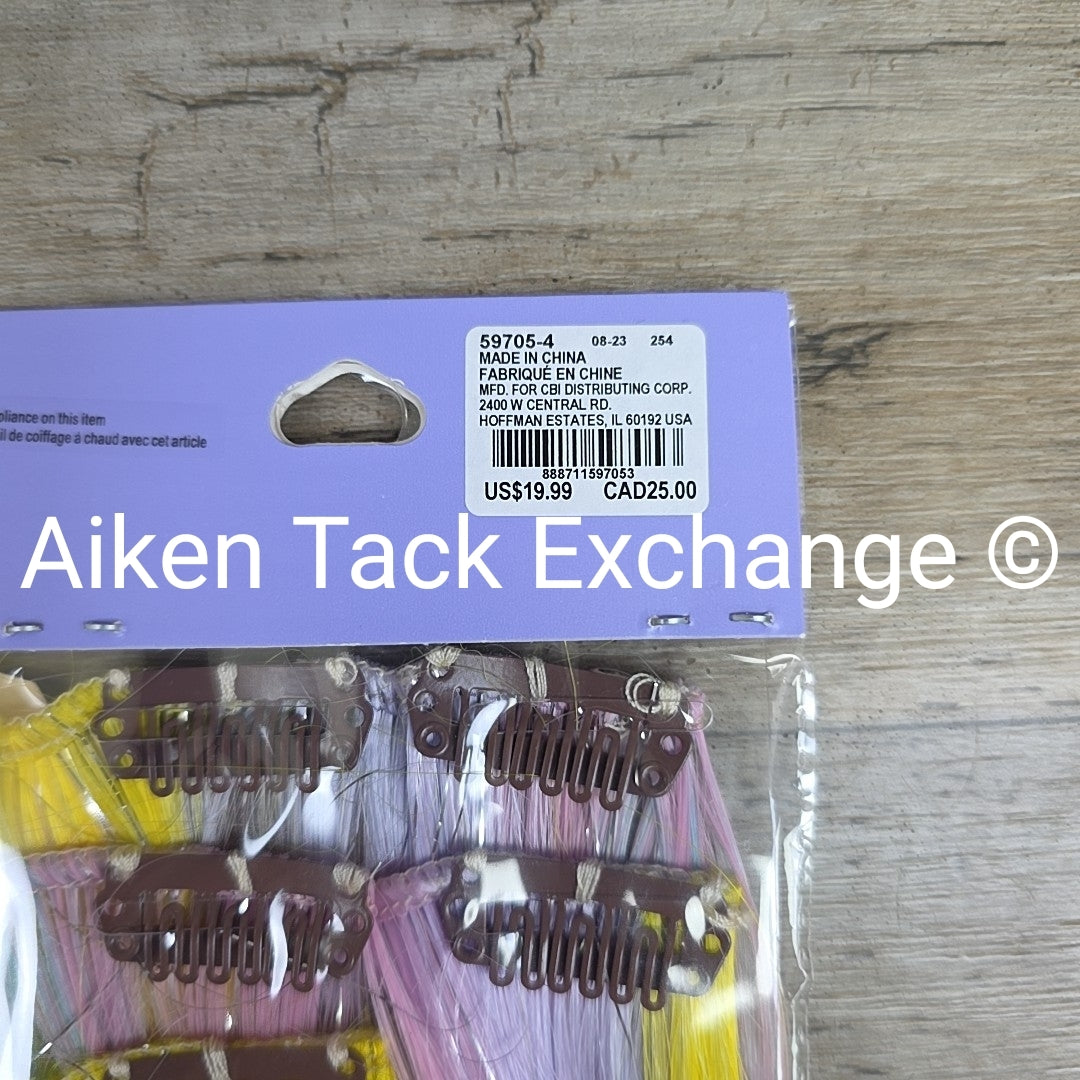 59705-4 08-23 254
MADE IN CHINA
FABRIQUÉ EN CHINE
MFD. FOR CBI DISTRIBUTING CORP.
2400 W CENTRAL RD.
HOFFMAN ESTATES, IL 60192 USA
888711597053
US$19.99 CAD25.00
on this item
de coiffage à chaud avec cet article
Aiken Tack Exchange ©